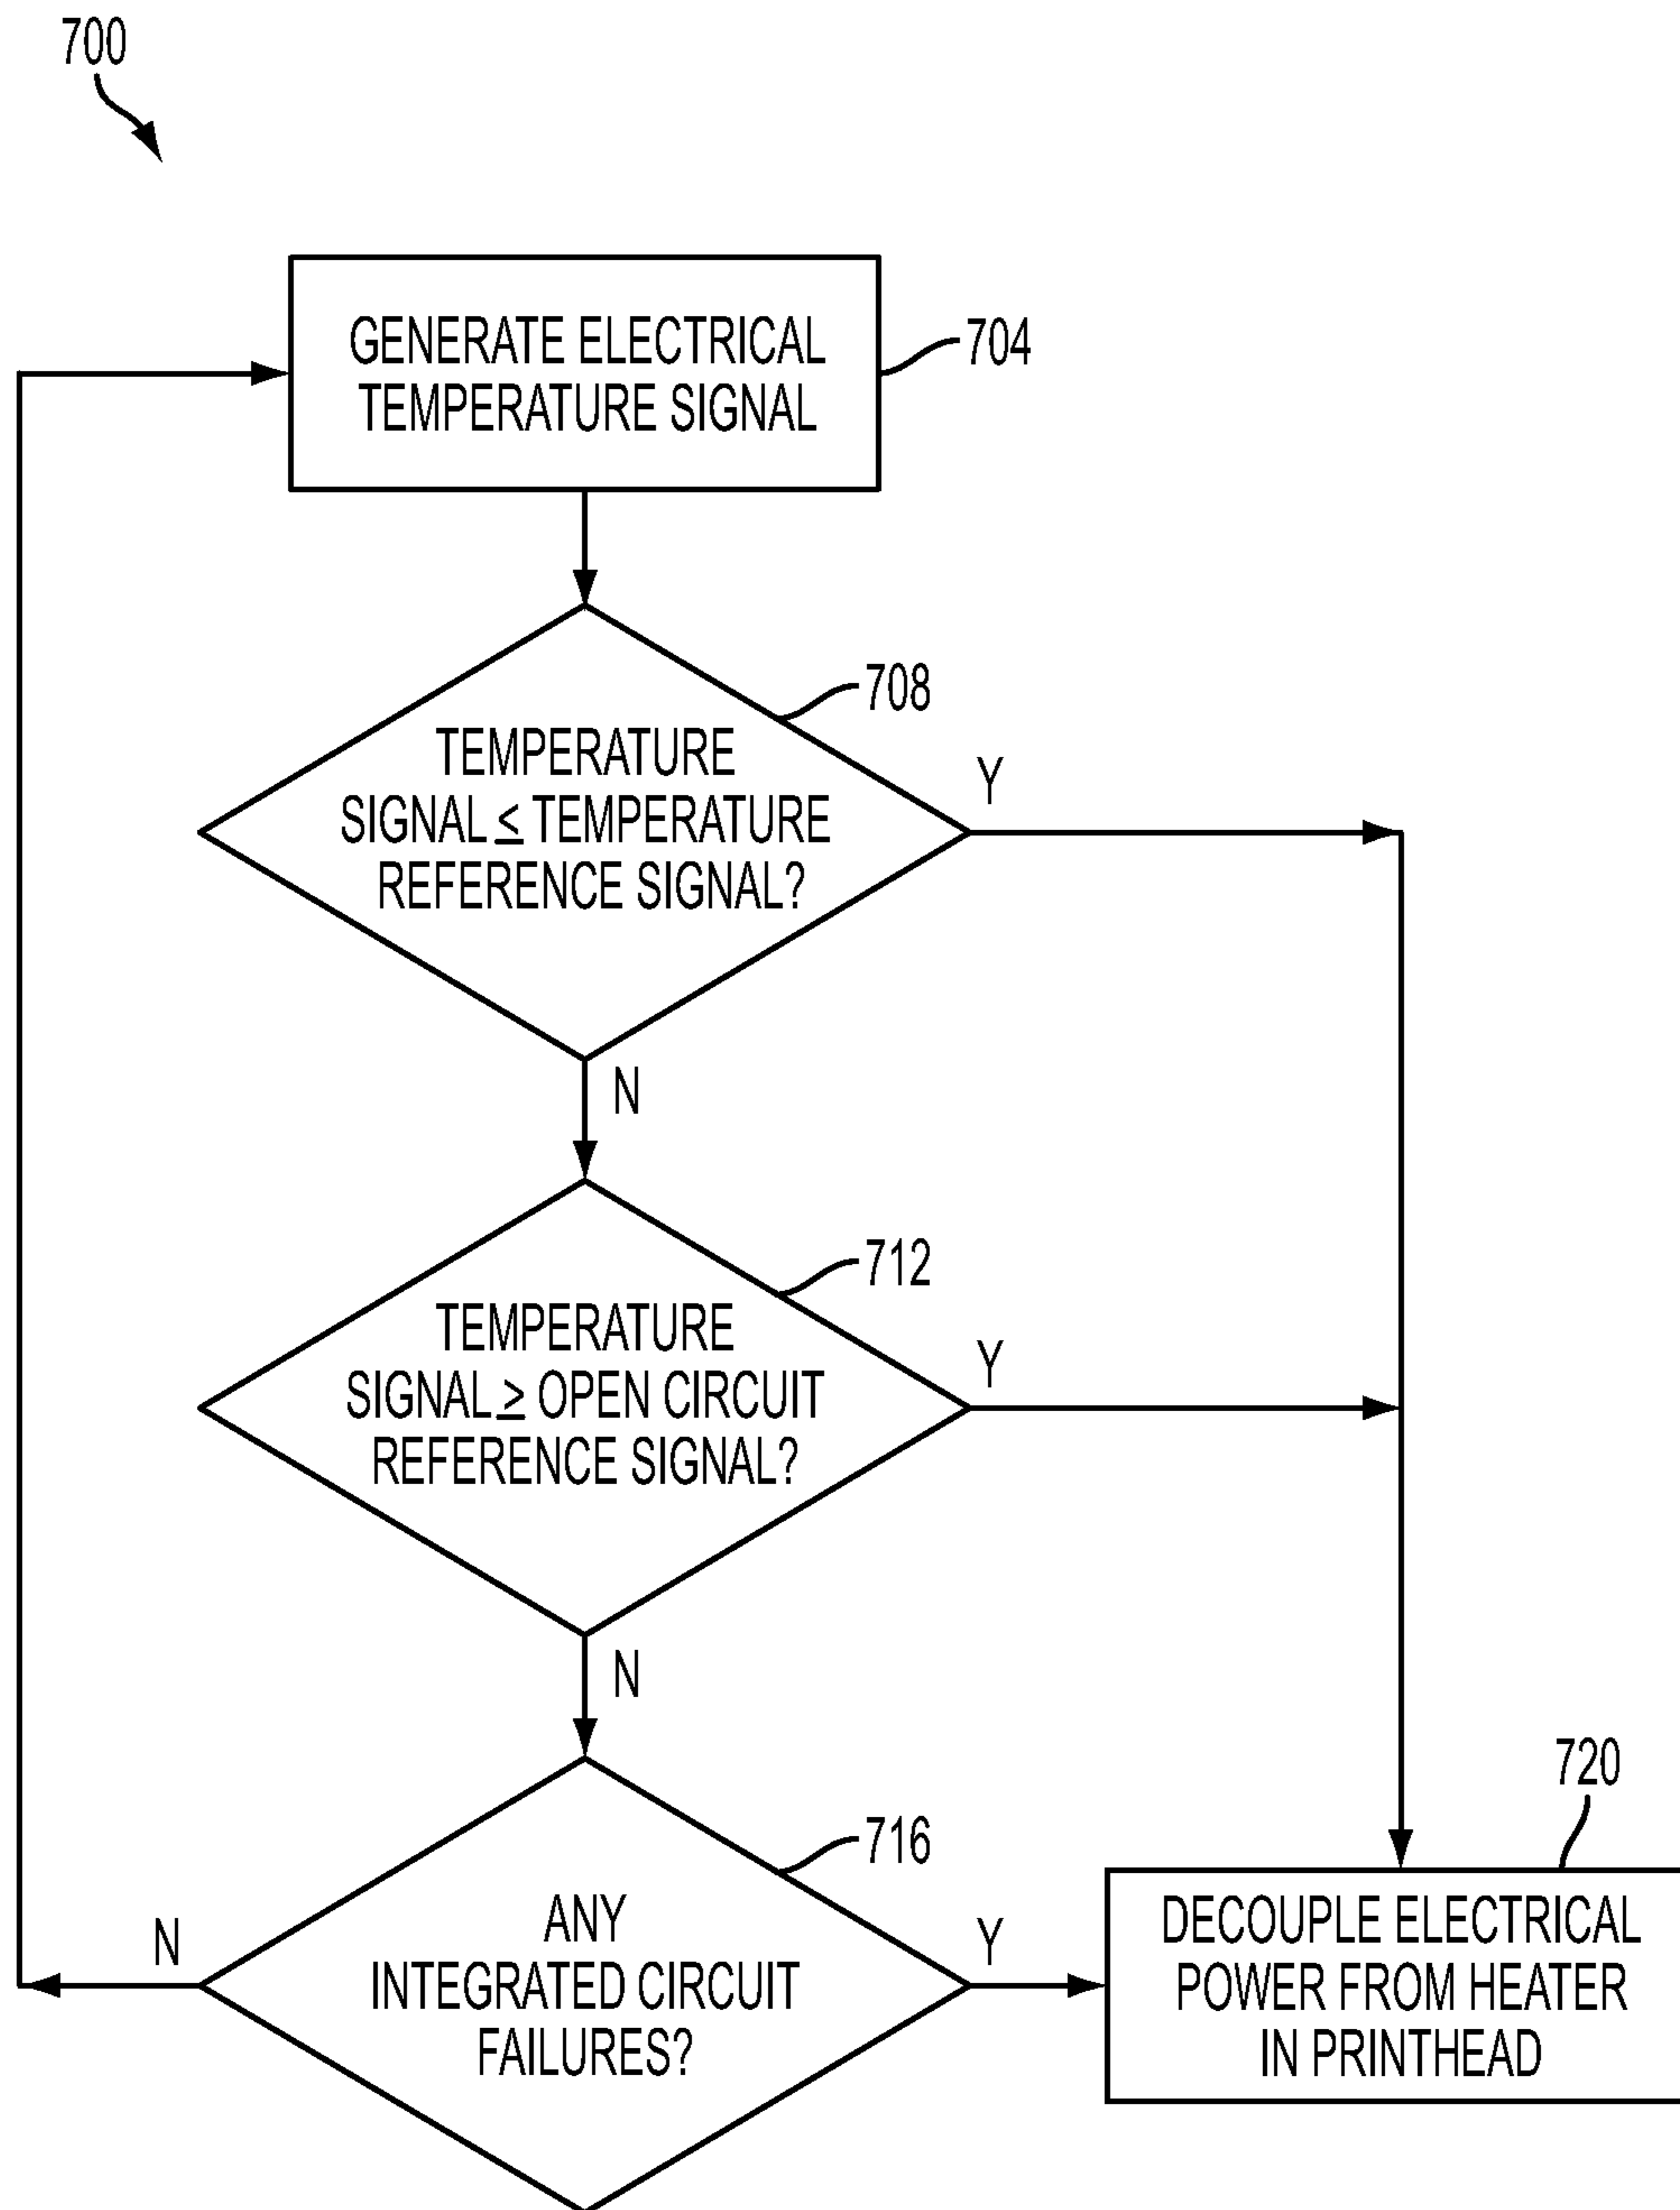 700
GENERATE ELECTRICAL
TEMPERATURE SIGNAL
704
708
TEMPERATURE
SIGNAL ≤ TEMPERATURE
REFERENCE SIGNAL?
Y
N
712
TEMPERATURE
SIGNAL ≥ OPEN CIRCUIT
REFERENCE SIGNAL?
Y
N
716
ANY
INTEGRATED CIRCUIT
FAILURES?
N
Y
720
DECOUPLE ELECTRICAL
POWER FROM HEATER
IN PRINTHEAD